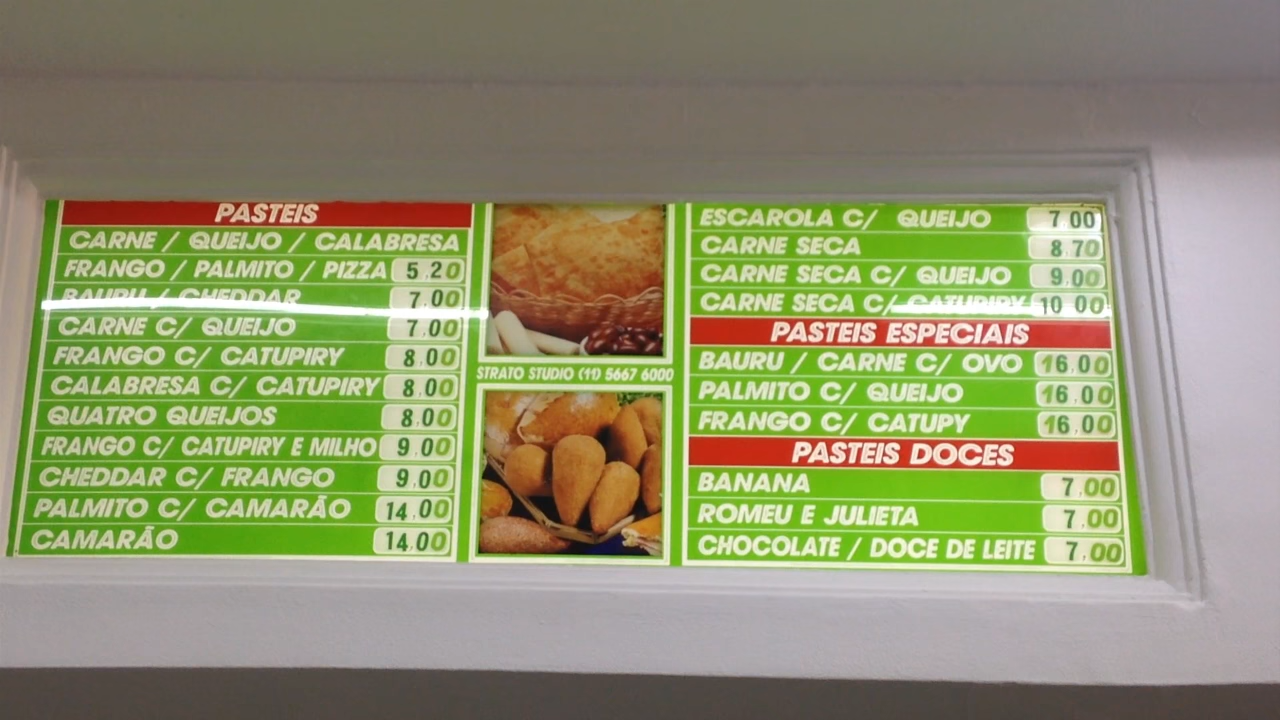 PASTEIS
CARNE / QUEIJO / CALABRESA
FRANGO / PALMITO / PIZZA 5,20
BAURU / CHEDDAR 7,00
CARNE C/ QUEIJO 7,00
FRANGO C/ CATUPIRY 8,00
CALABRESA C/ CATUPIRY 8,00
QUATRO QUEIJOS 8,00
FRANGO C/ CATUPIRY E MILHO 9,00
CHEDDAR C/ FRANGO 9,00
PALMITO C/ CAMARÃO 14,00
CAMARÃO 14,00
STRATO STUDIO (11) 5667 6000
ESCAROLA C/ QUEIJO 7,00
CARNE SECA 8,70
CARNE SECA C/ QUEIJO 9,00
CARNE SECA C/ CATUPIRY 10,00
PASTEIS ESPECIAIS
BAURU / CARNE C/ OVO 16,00
PALMITO C/ QUEIJO 16,00
FRANGO C/ CATUPY 16,00
PASTEIS DOCES
BANANA 7,00
ROMEU E JULIETA 7,00
CHOCOLATE / DOCE DE LEITE 7,00